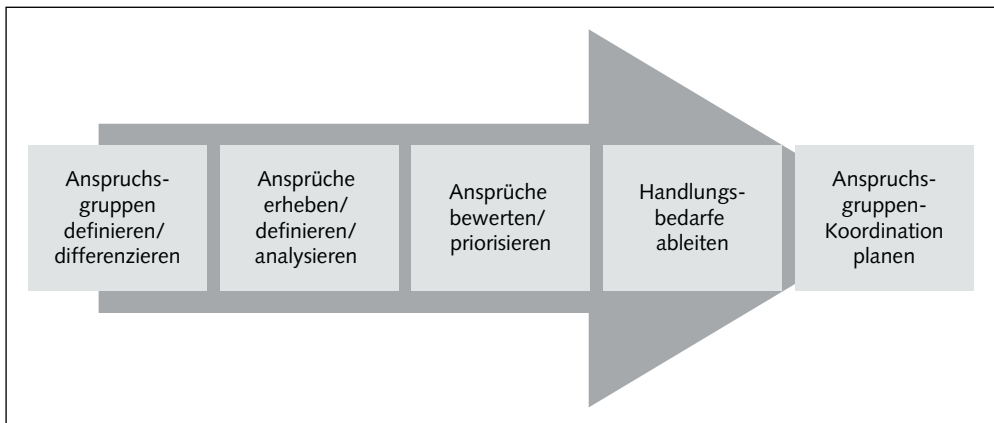 Anspruchs-
gruppen
definieren/
differenzieren
Ansprüche
erheben/
definieren/
analysieren
Ansprüche
bewerten/
priorisieren
Handlungs-
bedarfe
ableiten
Anspruchs-
gruppen-
Koordination
planen